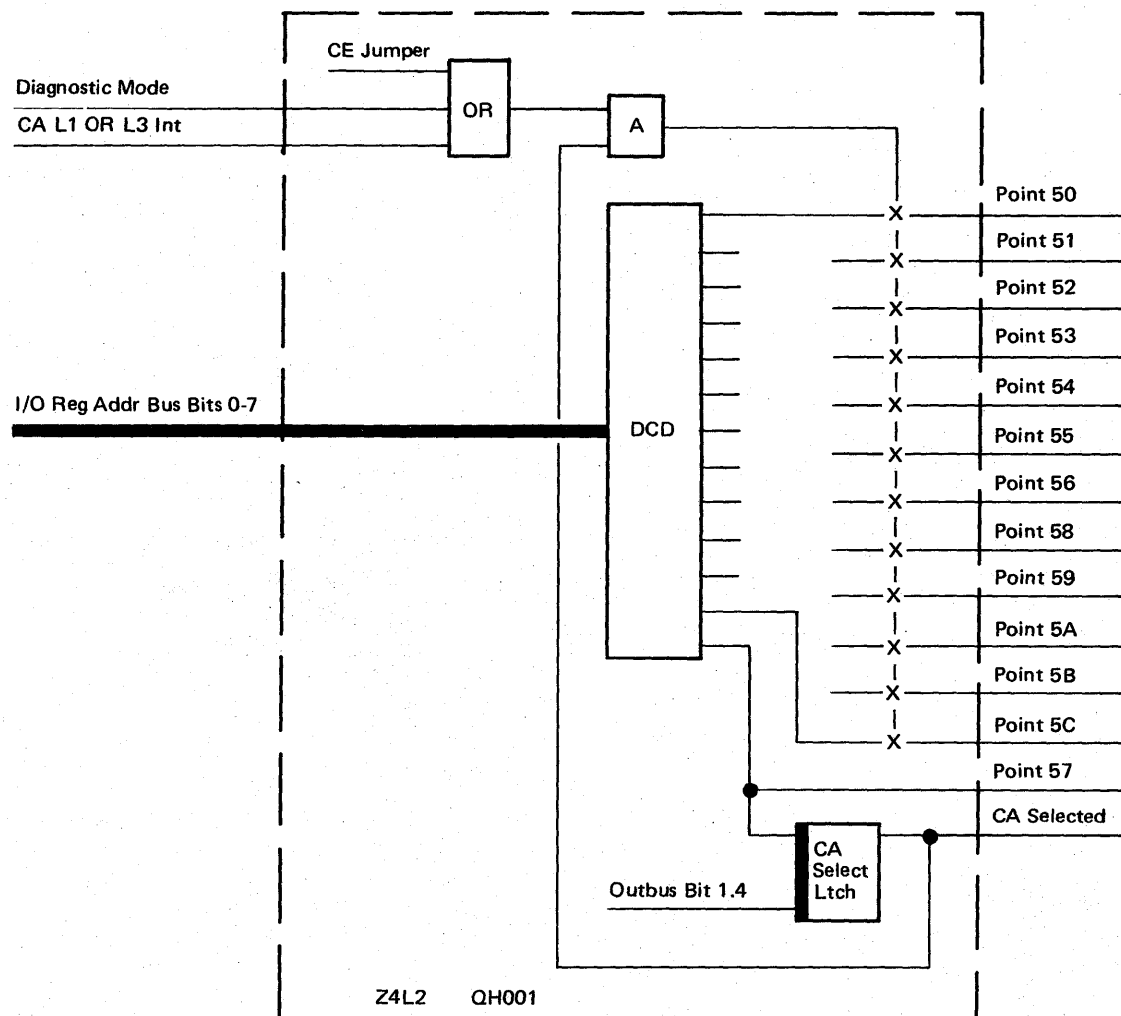 CE Jumper
Diagnostic Mode
OR
CA L1 OR L3 Int
A
Point 50
Point 51
Point 52
Point 53
Point 54
I/O Reg Addr Bus Bits 0-7
DCD
Point 55
Point 56
Point 58
Point 59
Point 5A
Point 5B
Point 5C
Point 57
CA Selected
CA
Select
Ltch
Outbus Bit 1.4
Z4L2 QH001
X
X
X
X
X
X
X
X
X
X
X
X